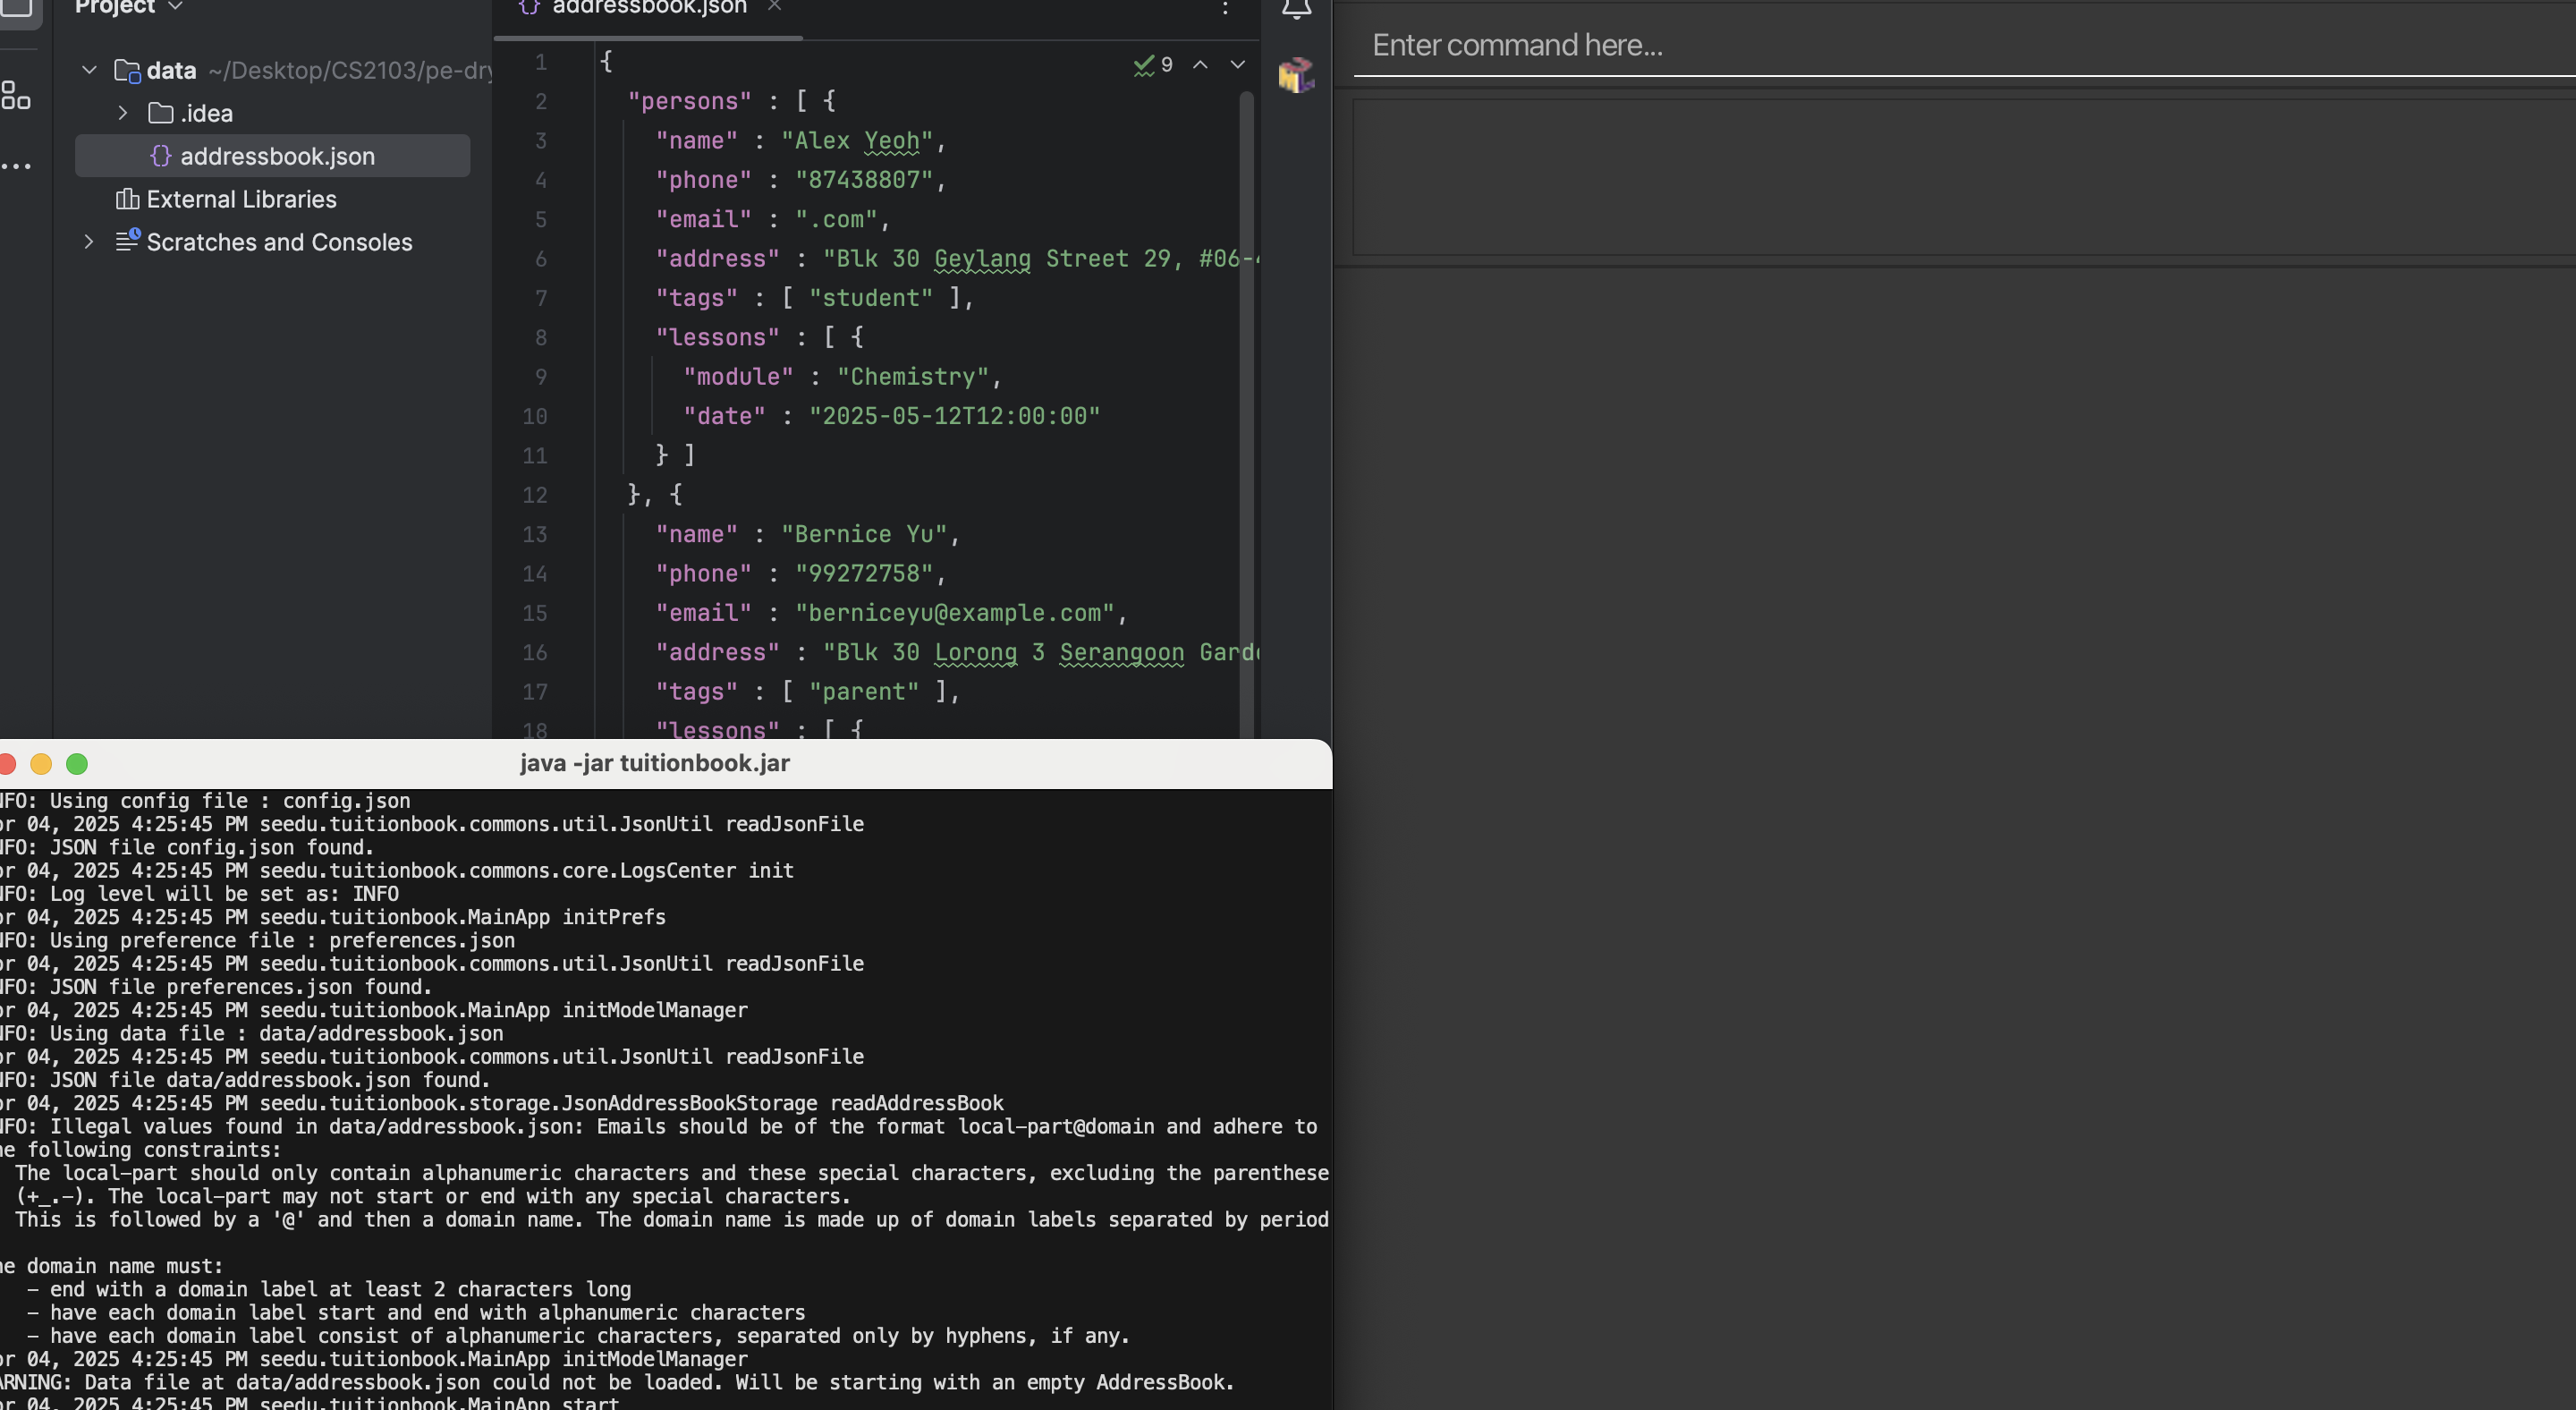 Project
data ~/Desktop/CS2103/pe-dry
.idea
addressbook.json
External Libraries
Scratches and Consoles
addressbook.json
9
1 {
2 "persons" : [ {
3 "name" : "Alex Yeoh",
4 "phone" : "87438807",
5 "email" : ".com",
6 "address" : "Blk 30 Geylang Street 29, #06-4
7 "tags" : [ "student" ],
8 "lessons" : [ {
9 "module" : "Chemistry",
10 "date" : "2025-05-12T12:00:00"
11 } ]
12 }, {
13 "name" : "Bernice Yu",
14 "phone" : "99272758",
15 "email" : "berniceyu@example.com",
16 "address" : "Blk 30 Lorong 3 Serangoon Garde
17 "tags" : [ "parent" ],
18 "lessons" : [ {
Enter command here...
java -jar tuitionbook.jar
NFO: Using config file : config.json
or 04, 2025 4:25:45 PM seedu.tuitionbook.commons.util.JsonUtil readJsonFile
NFO: JSON file config.json found.
or 04, 2025 4:25:45 PM seedu.tuitionbook.commons.core.LogsCenter init
NFO: Log level will be set as: INFO
or 04, 2025 4:25:45 PM seedu.tuitionbook.MainApp initPrefs
NFO: Using preference file : preferences.json
or 04, 2025 4:25:45 PM seedu.tuitionbook.commons.util.JsonUtil readJsonFile
NFO: JSON file preferences.json found.
or 04, 2025 4:25:45 PM seedu.tuitionbook.MainApp initModelManager
NFO: Using data file : data/addressbook.json
or 04, 2025 4:25:45 PM seedu.tuitionbook.commons.util.JsonUtil readJsonFile
NFO: JSON file data/addressbook.json found.
or 04, 2025 4:25:45 PM seedu.tuitionbook.storage.JsonAddressBookStorage readAddressBook
NFO: Illegal values found in data/addressbook.json: Emails should be of the format local-part@domain and adhere to
he following constraints:
The local-part should only contain alphanumeric characters and these special characters, excluding the parenthese
(+_.-). The local-part may not start or end with any special characters.
This is followed by a '@' and then a domain name. The domain name is made up of domain labels separated by period
he domain name must:
- end with a domain label at least 2 characters long
- have each domain label start and end with alphanumeric characters
- have each domain label consist of alphanumeric characters, separated only by hyphens, if any.
or 04, 2025 4:25:45 PM seedu.tuitionbook.MainApp initModelManager
ARNING: Data file at data/addressbook.json could not be loaded. Will be starting with an empty AddressBook.
or 04, 2025 4:25:45 PM seedu.tuitionbook.MainApp start